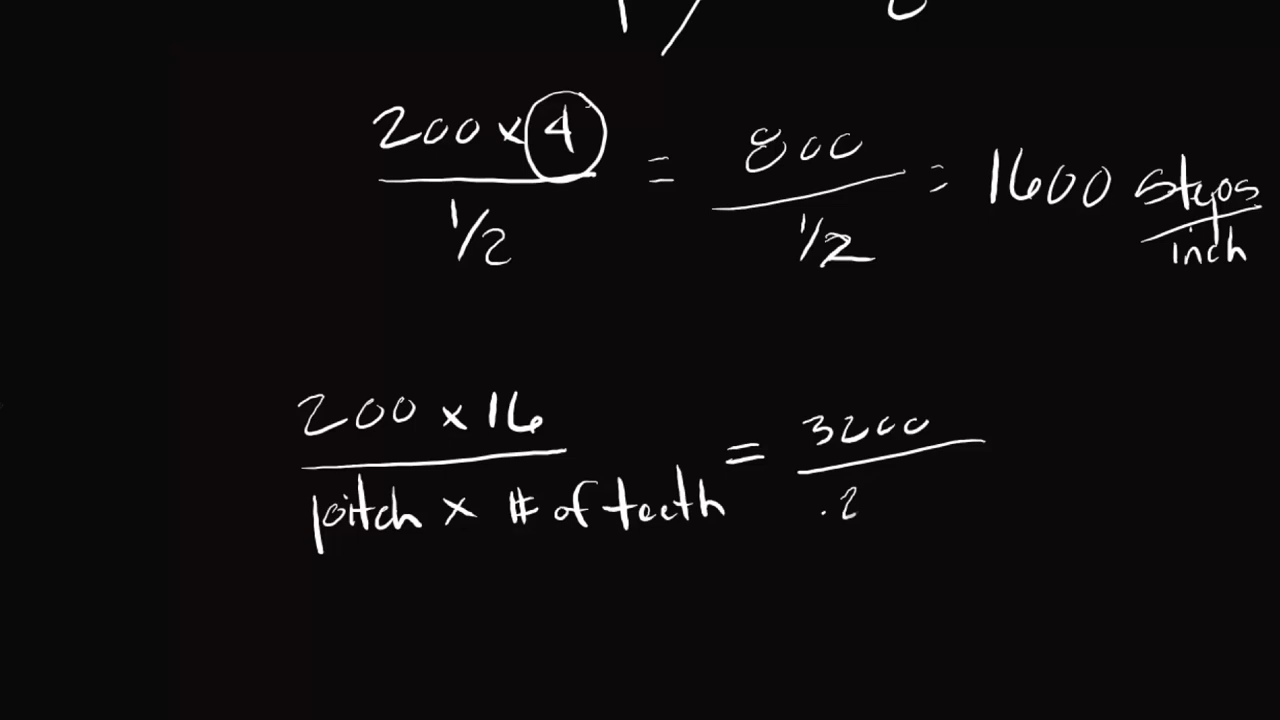 200 x 4 / 1/2 = 800 / 1/2 = 1600 steps / inch
200 x 16 / pitch x # of teeth = 3200 / .2